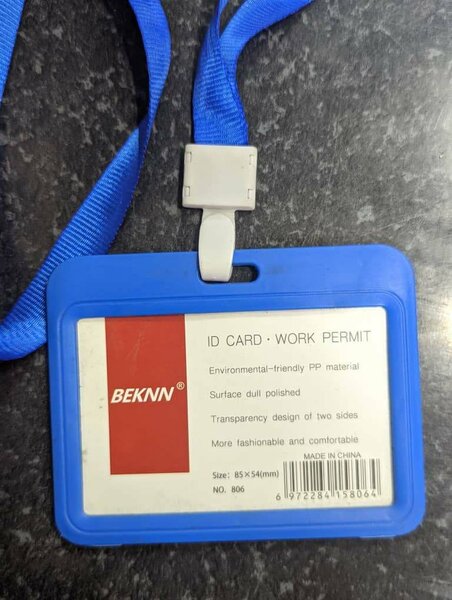 ID CARD · WORK PERMIT
Environmental-friendly PP material
BEKNN®
Surface dull polished
Transparency design of two sides
More fashionable and comfortable
MADE IN CHINA
Size: 85×54(mm)
NO. 806
6 972284 158064